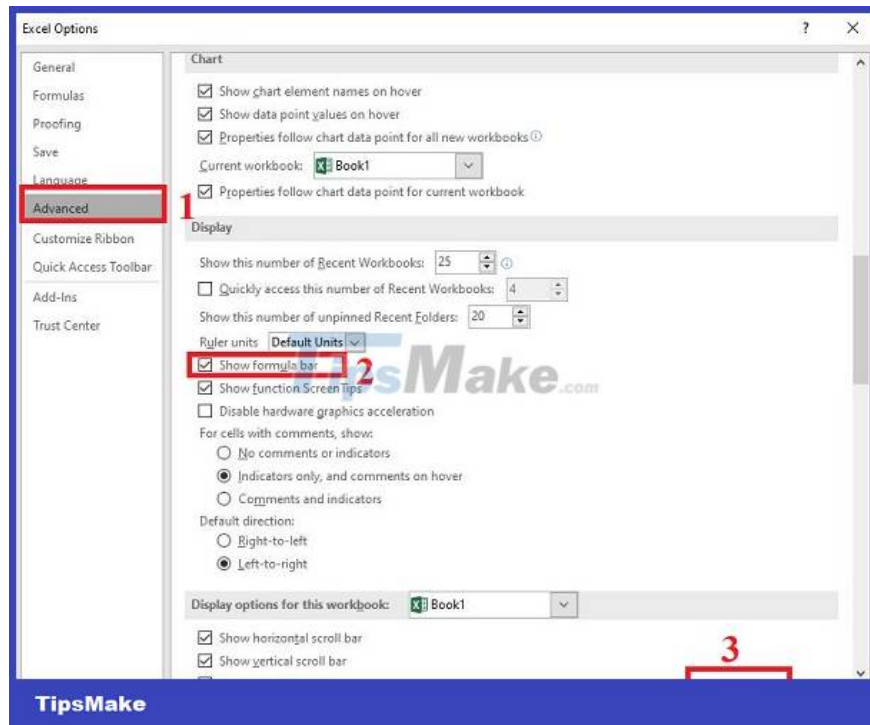 Excel Options
?
General
Formulas
Proofing
Save
Language
Advanced
1
Customize Ribbon
Quick Access Toolbar
Add-Ins
Trust Center
Chart
Show chart element names on hover
Show data point values on hover
Properties follow chart data point for all new workbooks
Current workbook: Book1
Properties follow chart data point for current workbook
Display
Show this number of Recent Workbooks: 25
Quickly access this number of Recent Workbooks: 4
Show this number of unpinned Recent Folders: 20
Ruler units Default Units
Show formula bar 2
TipsMake.com
Show function ScreenTips
Disable hardware graphics acceleration
For cells with comments, show:
No comments or indicators
Indicators only, and comments on hover
Comments and indicators
Default direction:
Right-to-left
Left-to-right
Display options for this workbook: Book1
Show horizontal scroll bar
Show vertical scroll bar
3
TipsMake